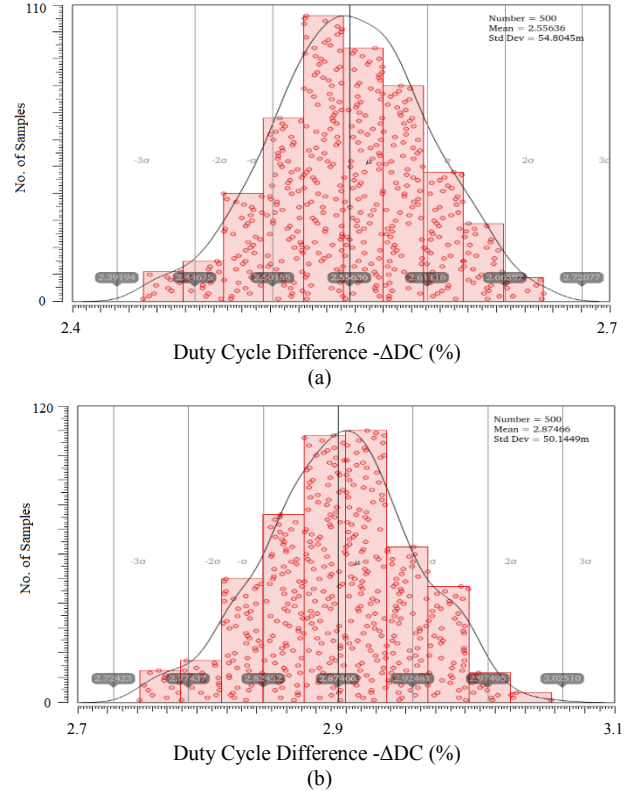 110
Number = 500
Mean = 2.55636
Std Dev = 54.8045m
No. of Samples
-3σ -2σ -σ μ σ 2σ 3σ
2.39194 2.44675 2.50155 2.55636 2.61116 2.66597 2.72077
0
2.4 2.6 2.7
Duty Cycle Difference -ΔDC (%)
(a)
120
Number = 500
Mean = 2.87466
Std Dev = 50.1449m
No. of Samples
-3σ -2σ -σ μ σ 2σ 3σ
2.72423 2.77437 2.82452 2.87466 2.92481 2.97495 3.02510
0
2.7 2.9 3.1
Duty Cycle Difference -ΔDC (%)
(b)